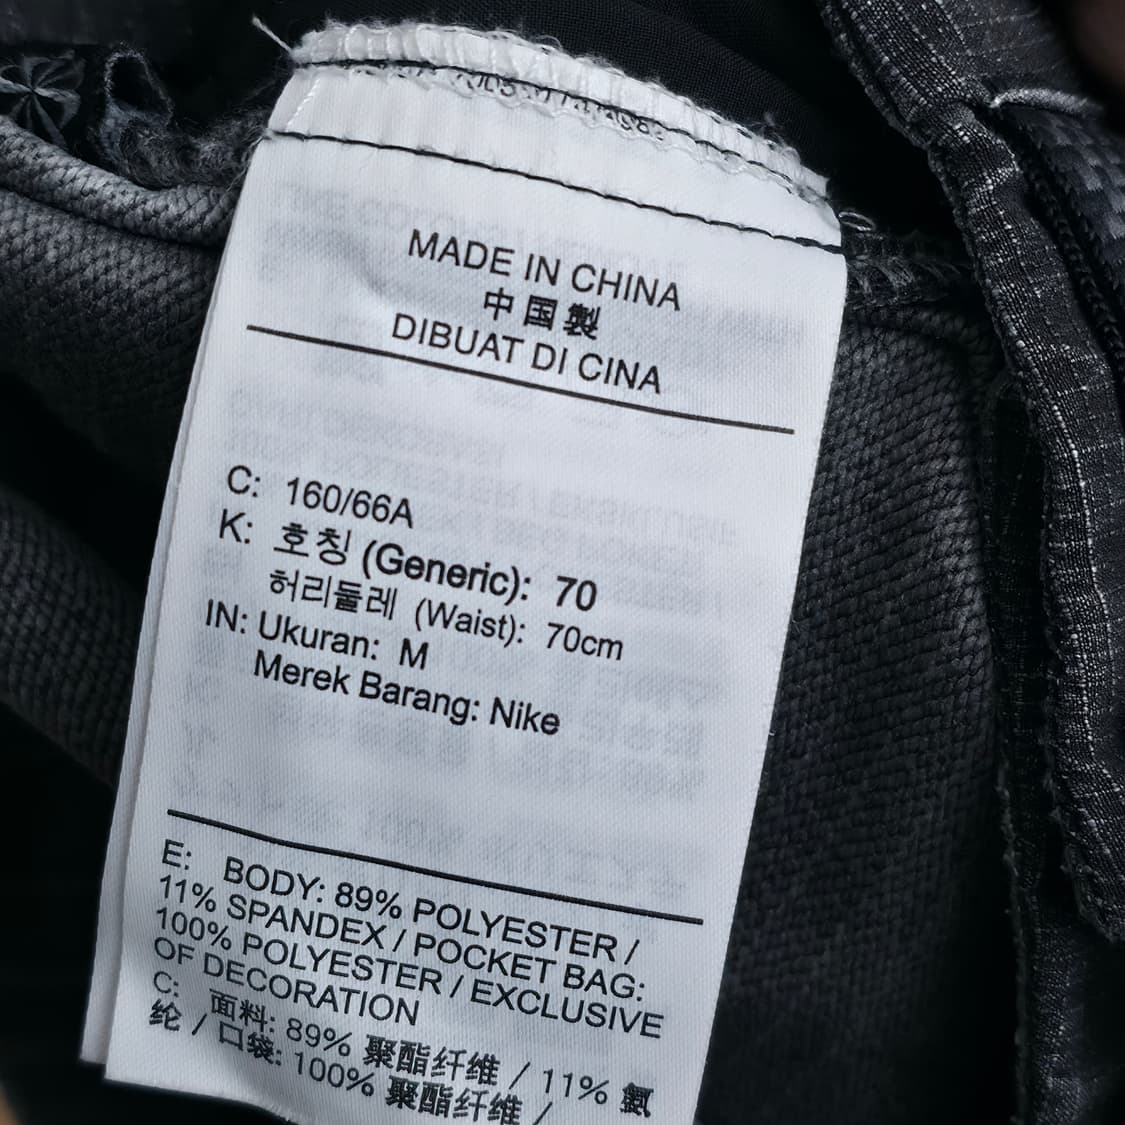 MADE IN CHINA
中国製
DIBUAT DI CINA
C: 160/66A
K: 호칭 (Generic): 70
허리둘레 (Waist): 70cm
IN: Ukuran: M
Merek Barang: Nike
E: BODY: 89% POLYESTER /
11% SPANDEX / POCKET BAG:
100% POLYESTER / EXCLUSIVE
OF DECORATION
C: 面料: 89% 聚酯纤维 / 11% 氨
纶 / 口袋: 100% 聚酯纤维 /